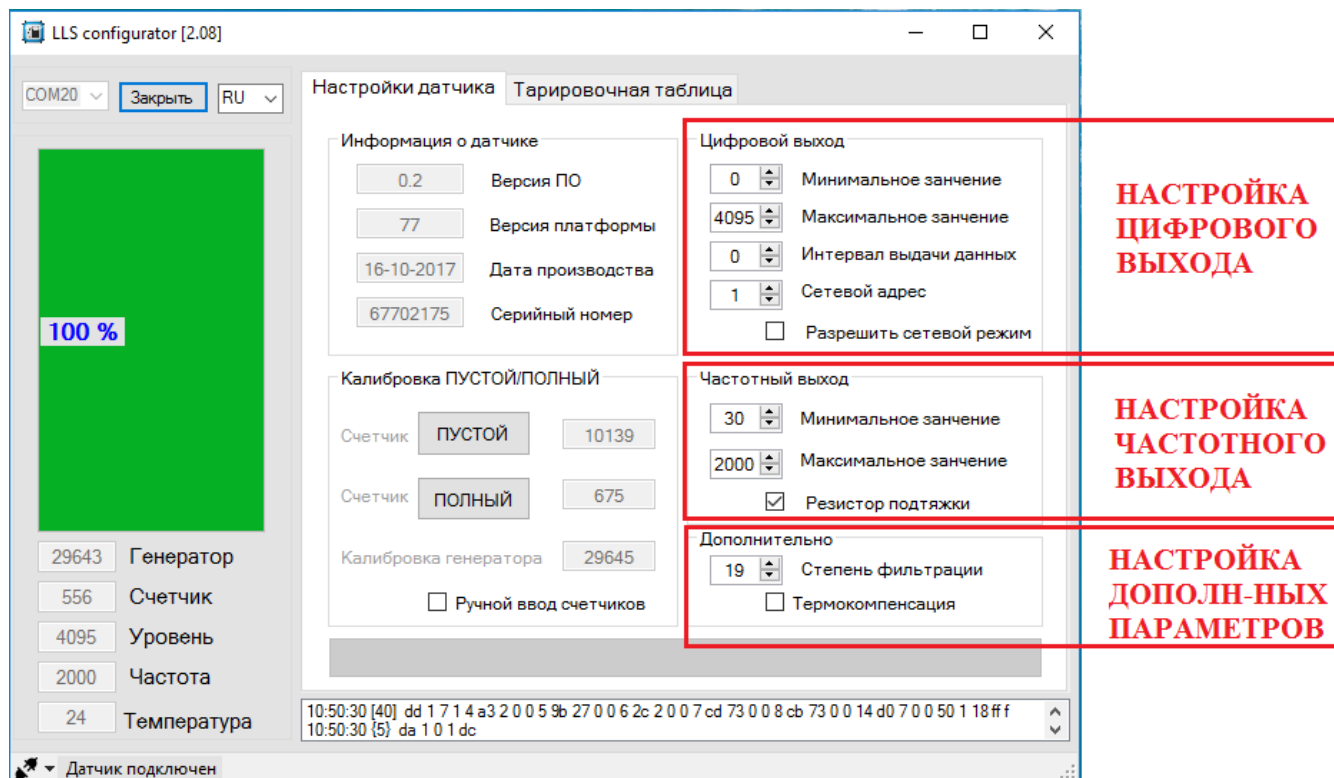 LLS configurator [2.08]
COM20
Закрыть
RU
Настройки датчика
Тарировочная таблица
100 %
29643 Генератор
556 Счетчик
4095 Уровень
2000 Частота
24 Температура
Информация о датчике
0.2 Версия ПО
77 Версия платформы
16-10-2017 Дата производства
67702175 Серийный номер
Калибровка ПУСТОЙ/ПОЛНЫЙ
Счетчик ПУСТОЙ 10139
Счетчик ПОЛНЫЙ 675
Калибровка генератора 29645
Ручной ввод счетчиков
Цифровой выход
0 Минимальное занчение
4095 Максимальное занчение
0 Интервал выдачи данных
1 Сетевой адрес
Разрешить сетевой режим
Частотный выход
30 Минимальное занчение
2000 Максимальное занчение
Резистор подтяжки
Дополнительно
19 Степень фильтрации
Термокомпенсация
НАСТРОЙКА
ЦИФРОВОГО
ВЫХОДА
НАСТРОЙКА
ЧАСТОТНОГО
ВЫХОДА
НАСТРОЙКА
ДОПОЛН-НЫХ
ПАРАМЕТРОВ
10:50:30 [40] dd 1 7 1 4 a3 2 0 0 5 9b 27 0 0 6 2c 2 0 0 7 cd 73 0 0 8 cb 73 0 0 14 d0 7 0 0 50 1 18 ff f
10:50:30 {5} da 1 0 1 dc
Датчик подключен